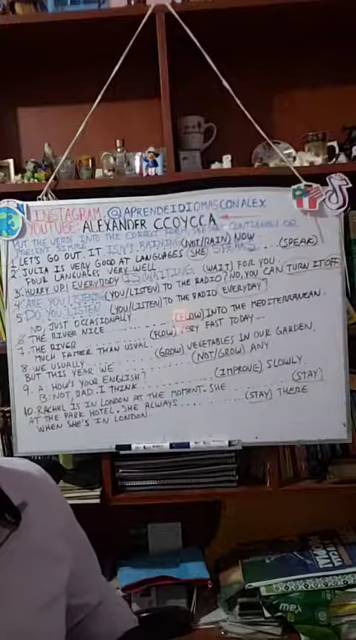 INSTAGRAM @APRENDEIDIOMASCONALEX
YOUTUBE: ALEXANDER CCOYCCA
PUT THE VERB INTO THE CORRECT CONTINUOUS OR
PRESENT SIMPLE.
1. LET'S GO OUT. IT ISN'T RAINING (NOT/RAIN) NOW
2. JULIA IS VERY GOOD AT LANGUAGES. SHE SPEAKS (SPEAK)
FOUR LANGUAGES VERY WELL
3. HURRY UP! EVERYBODY IS WAITING (WAIT) FOR YOU
4. ARE YOU LISTENING (YOU/LISTEN) TO THE RADIO? NO, YOU CAN TURN IT OFF
5. DO YOU LISTEN (YOU/LISTEN) TO THE RADIO EVERYDAY?
NO, JUST OCCASIONALLY
6. THE RIVER NILE .......... (FLOW) INTO THE MEDITERRANEAN.
7. THE RIVER .......... (FLOW) VERY FAST TODAY...
MUCH FASTER THAN USUAL
8. WE USUALLY .......... (GROW) VEGETABLES IN OUR GARDEN,
BUT THIS YEAR WE .......... (NOT/GROW) ANY
9. A: HOW'S YOUR ENGLISH?
B: NOT BAD. I THINK .......... (IMPROVE) SLOWLY
10. RACHEL IS IN LONDON AT THE MOMENT. SHE .......... (STAY)
AT THE PARK HOTEL. SHE ALWAYS .......... (STAY) THERE
WHEN SHE'S IN LONDON